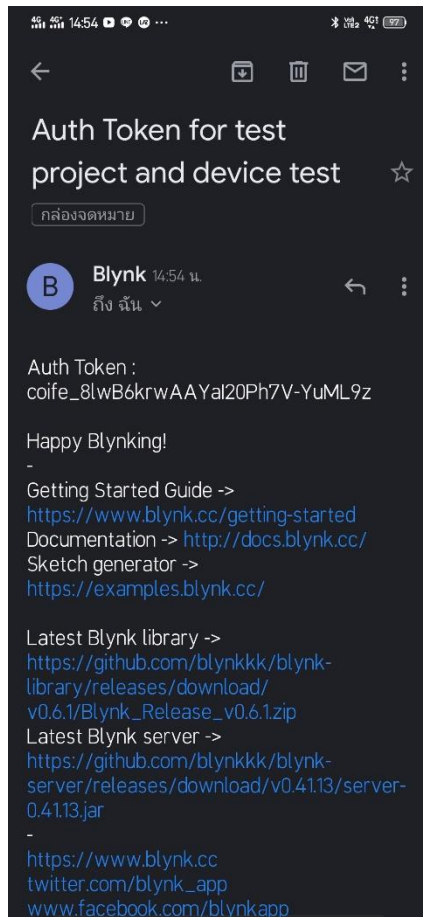 14:54
97
Auth Token for test
project and device test
กล่องจดหมาย
B
Blynk 14:54 น.
ถึง ฉัน
Auth Token :
coife_8lwB6krwAAYaI20Ph7V-YuML9z
Happy Blynking!
-
Getting Started Guide ->
https://www.blynk.cc/getting-started
Documentation -> http://docs.blynk.cc/
Sketch generator ->
https://examples.blynk.cc/
Latest Blynk library ->
https://github.com/blynkkk/blynk-
library/releases/download/
v0.6.1/Blynk_Release_v0.6.1.zip
Latest Blynk server ->
https://github.com/blynkkk/blynk-
server/releases/download/v0.41.13/server-
0.41.13.jar
-
https://www.blynk.cc
twitter.com/blynk_app
www.facebook.com/blynkapp